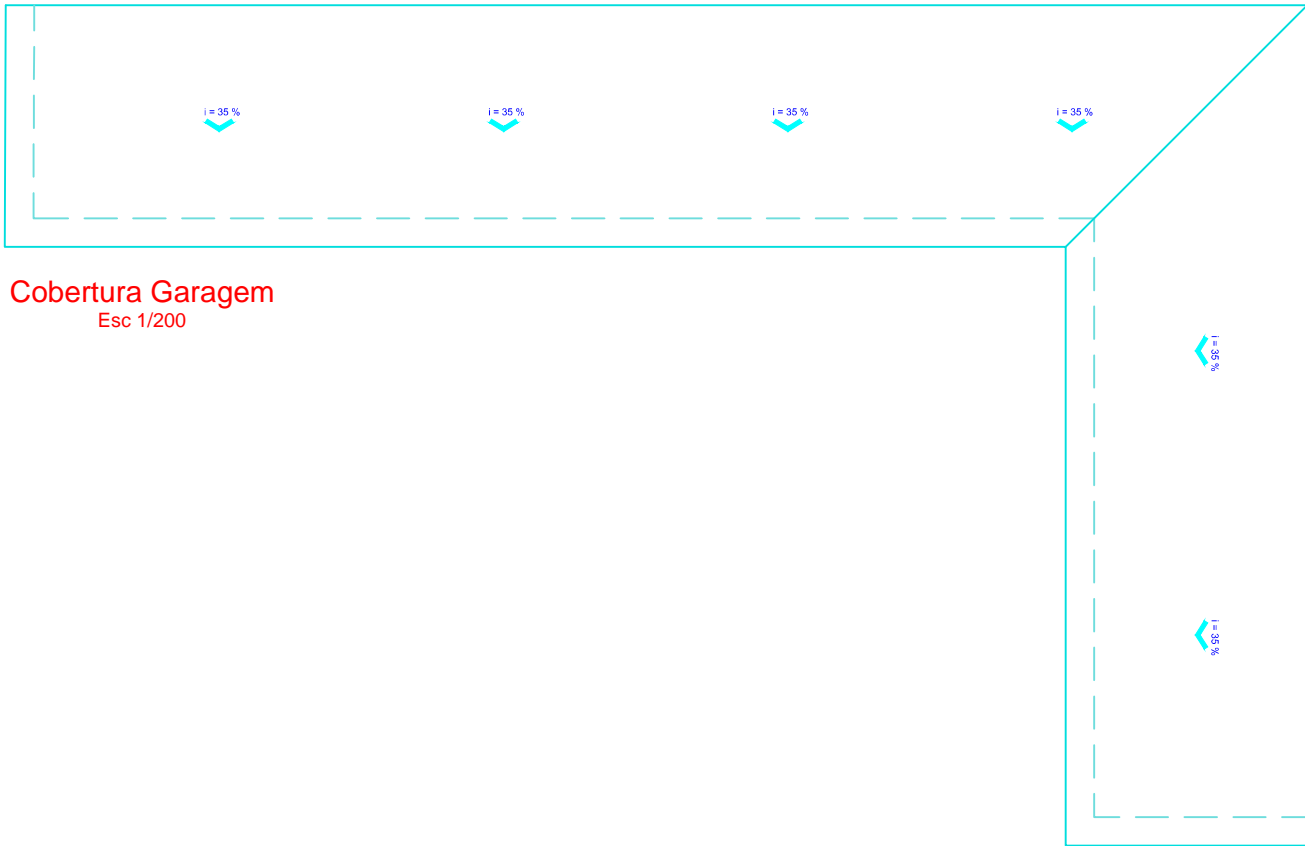 i = 35 %
i = 35 %
i = 35 %
i = 35 %
Cobertura Garagem
Esc 1/200
i = 35 %
i = 35 %